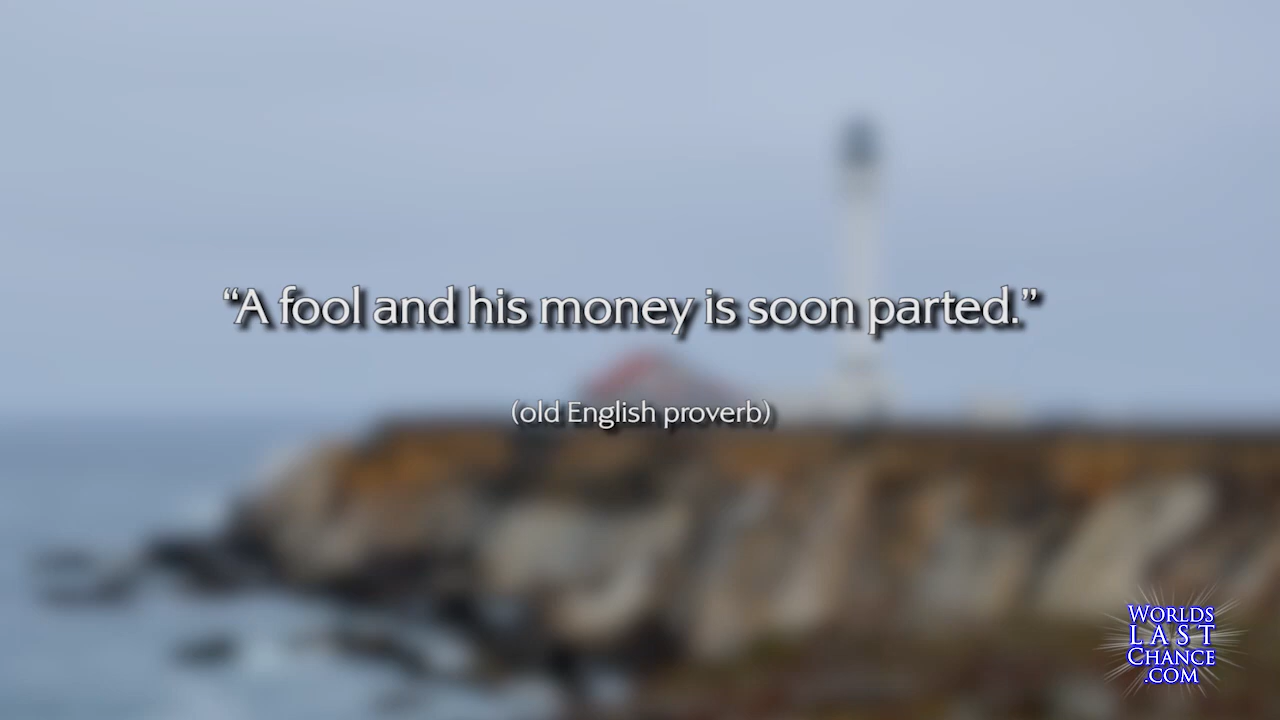 “A fool and his money is soon parted.”
(old English proverb)
WORLDS
LAST
CHANCE
.COM